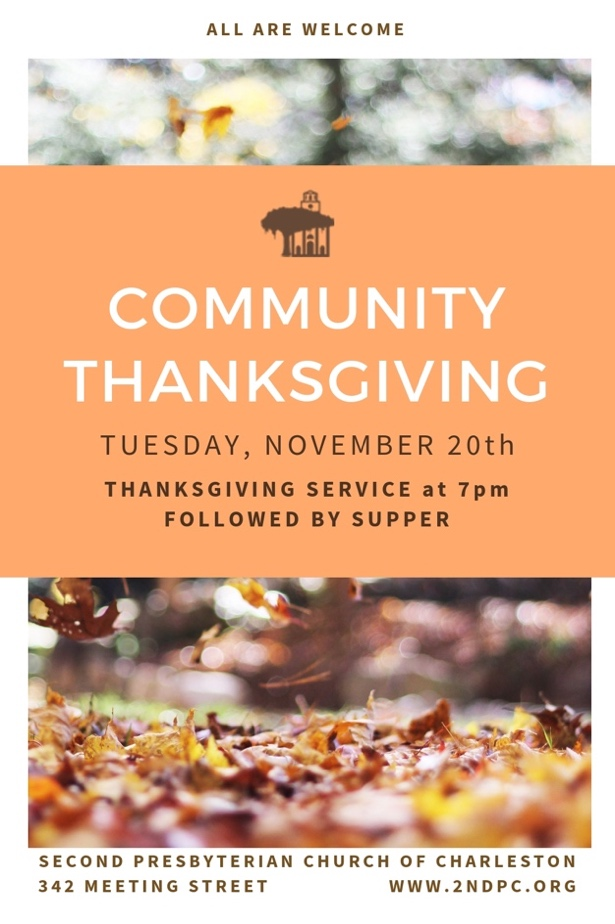 ALL ARE WELCOME
COMMUNITY
THANKSGIVING
TUESDAY, NOVEMBER 20th
THANKSGIVING SERVICE at 7pm
FOLLOWED BY SUPPER
SECOND PRESBYTERIAN CHURCH OF CHARLESTON
342 MEETING STREET WWW.2NDPC.ORG